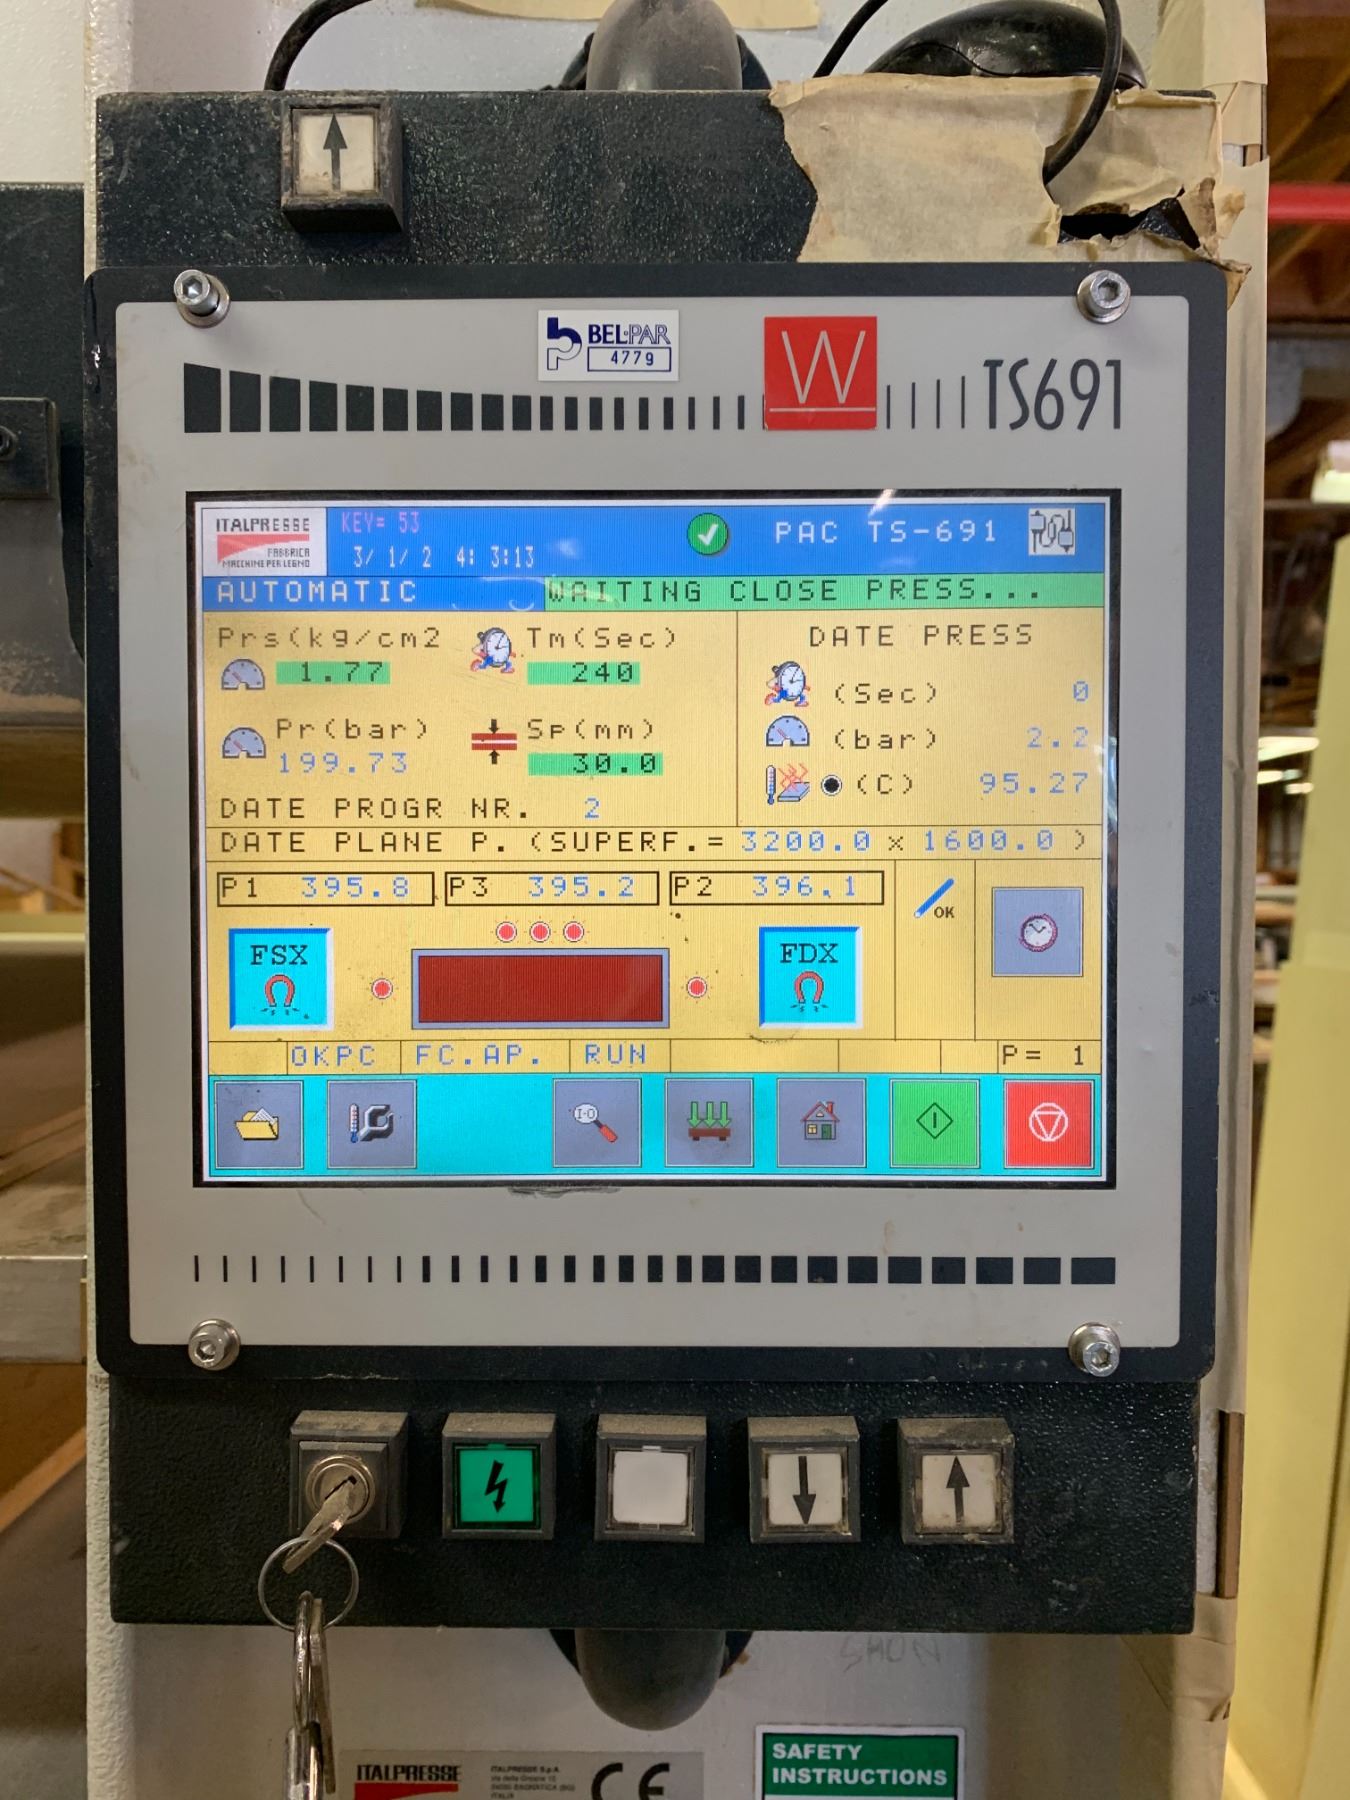 BEL·PAR
4779
W
TS691
ITALPRESSE
FABBRICA
MACCHINE PER LEGNO
KEY= 53
3/ 1/ 2 4: 3:13
PAC TS-691
AUTOMATIC
WAITING CLOSE PRESS...
Prs(kg/cm2
Tm(Sec)
1.77
240
Pr(bar)
Sp(mm)
199.73
30.0
DATE PROGR NR. 2
DATE PRESS
(Sec) 0
(bar) 2.2
(C) 95.27
DATE PLANE P. (SUPERF.= 3200.0 x 1600.0 )
P1 395.8
P3 395.2
P2 396.1
OK
FSX
FDX
OKPC
FC.AP.
RUN
P= 1
I-O
SHON
ITALPRESSE
ITALPRESSE S.p.A.
ITALIA
CE
SAFETY
INSTRUCTIONS